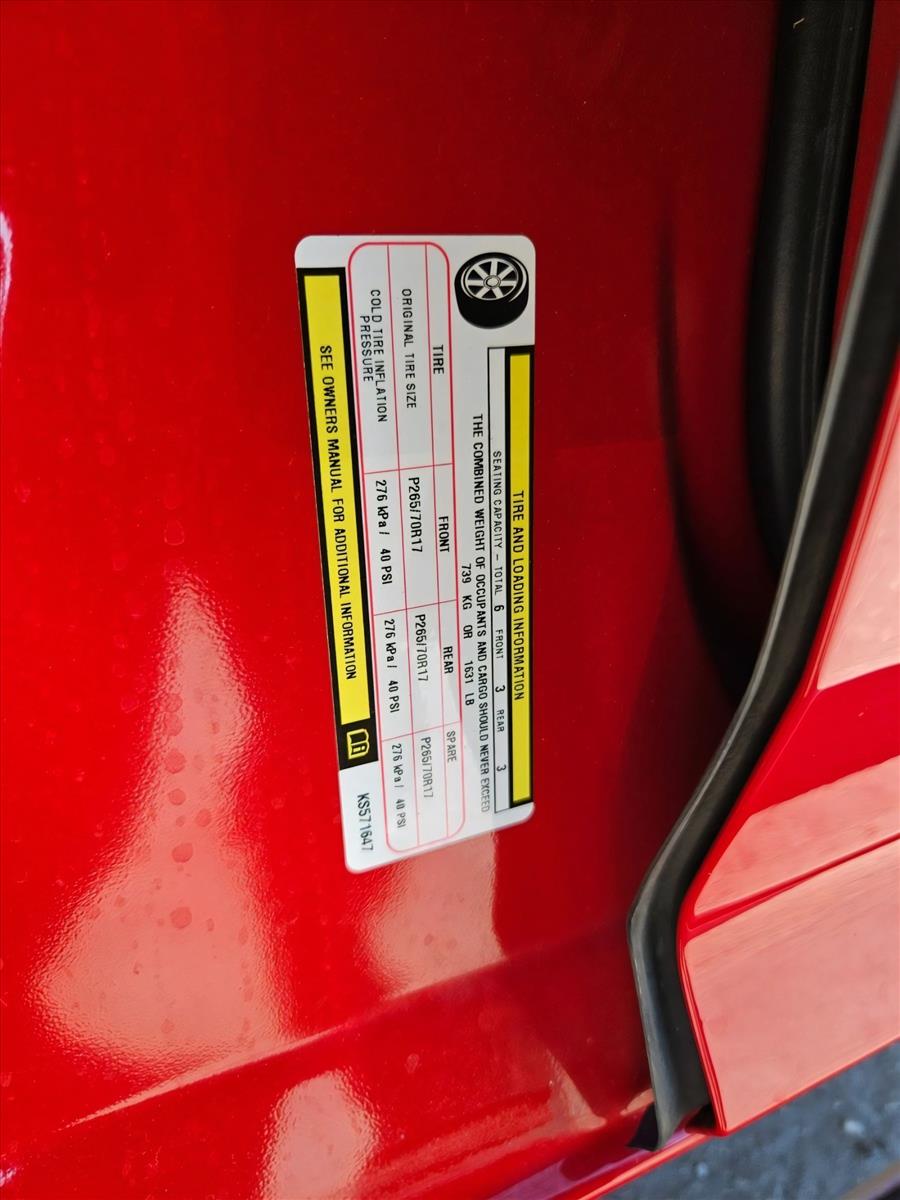 TIRE AND LOADING INFORMATION
SEATING CAPACITY – TOTAL 6 FRONT 3 REAR 3
THE COMBINED WEIGHT OF OCCUPANTS AND CARGO SHOULD NEVER EXCEED
739 KG OR 1631 LB
TIRE FRONT REAR SPARE
ORIGINAL TIRE SIZE P265/70R17 P265/70R17 P265/70R17
COLD TIRE INFLATION
PRESSURE 276 kPa/ 40 PSI 276 kPa/ 40 PSI 276 kPa/ 40 PSI
SEE OWNERS MANUAL FOR ADDITIONAL INFORMATION
KS571647